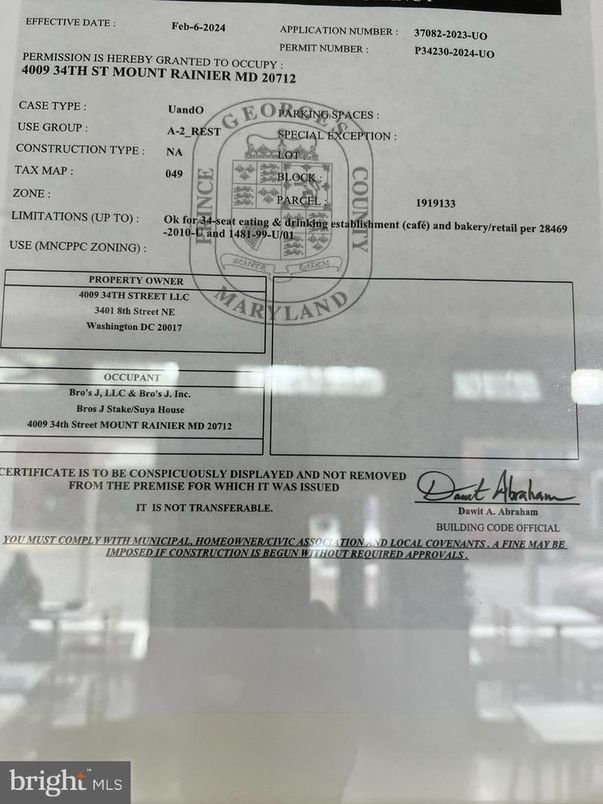 EFFECTIVE DATE : Feb-6-2024 APPLICATION NUMBER : 37082-2023-UO
PERMIT NUMBER : P34230-2024-UO
PERMISSION IS HEREBY GRANTED TO OCCUPY :
4009 34TH ST MOUNT RAINIER MD 20712
CASE TYPE : UandO PARKING SPACES :
USE GROUP : A-2_REST SPECIAL EXCEPTION :
CONSTRUCTION TYPE : NA LOT :
TAX MAP : 049 BLOCK :
ZONE : PARCEL : 1919133
LIMITATIONS (UP TO) : Ok for 34-seat eating & drinking establishment (café) and bakery/retail per 28469
-2010-U and 1481-99-U/01
USE (MNCPPC ZONING) :
PRINCE GEORGE'S COUNTY
MARYLAND
SEMPER EADEM
PROPERTY OWNER
4009 34TH STREET LLC
3401 8th Street NE
Washington DC 20017
OCCUPANT
Bro's J, LLC & Bro's J. Inc.
Bros J Stake/Suya House
4009 34th Street MOUNT RAINIER MD 20712
CERTIFICATE IS TO BE CONSPICUOUSLY DISPLAYED AND NOT REMOVED
FROM THE PREMISE FOR WHICH IT WAS ISSUED
IT IS NOT TRANSFERABLE.
Dawit Abraham
Dawit A. Abraham
BUILDING CODE OFFICIAL
YOU MUST COMPLY WITH MUNICIPAL, HOMEOWNER/CIVIC ASSOCIATION AND LOCAL COVENANTS . A FINE MAY BE
IMPOSED IF CONSTRUCTION IS BEGUN WITHOUT REQUIRED APPROVALS .
bright™ MLS